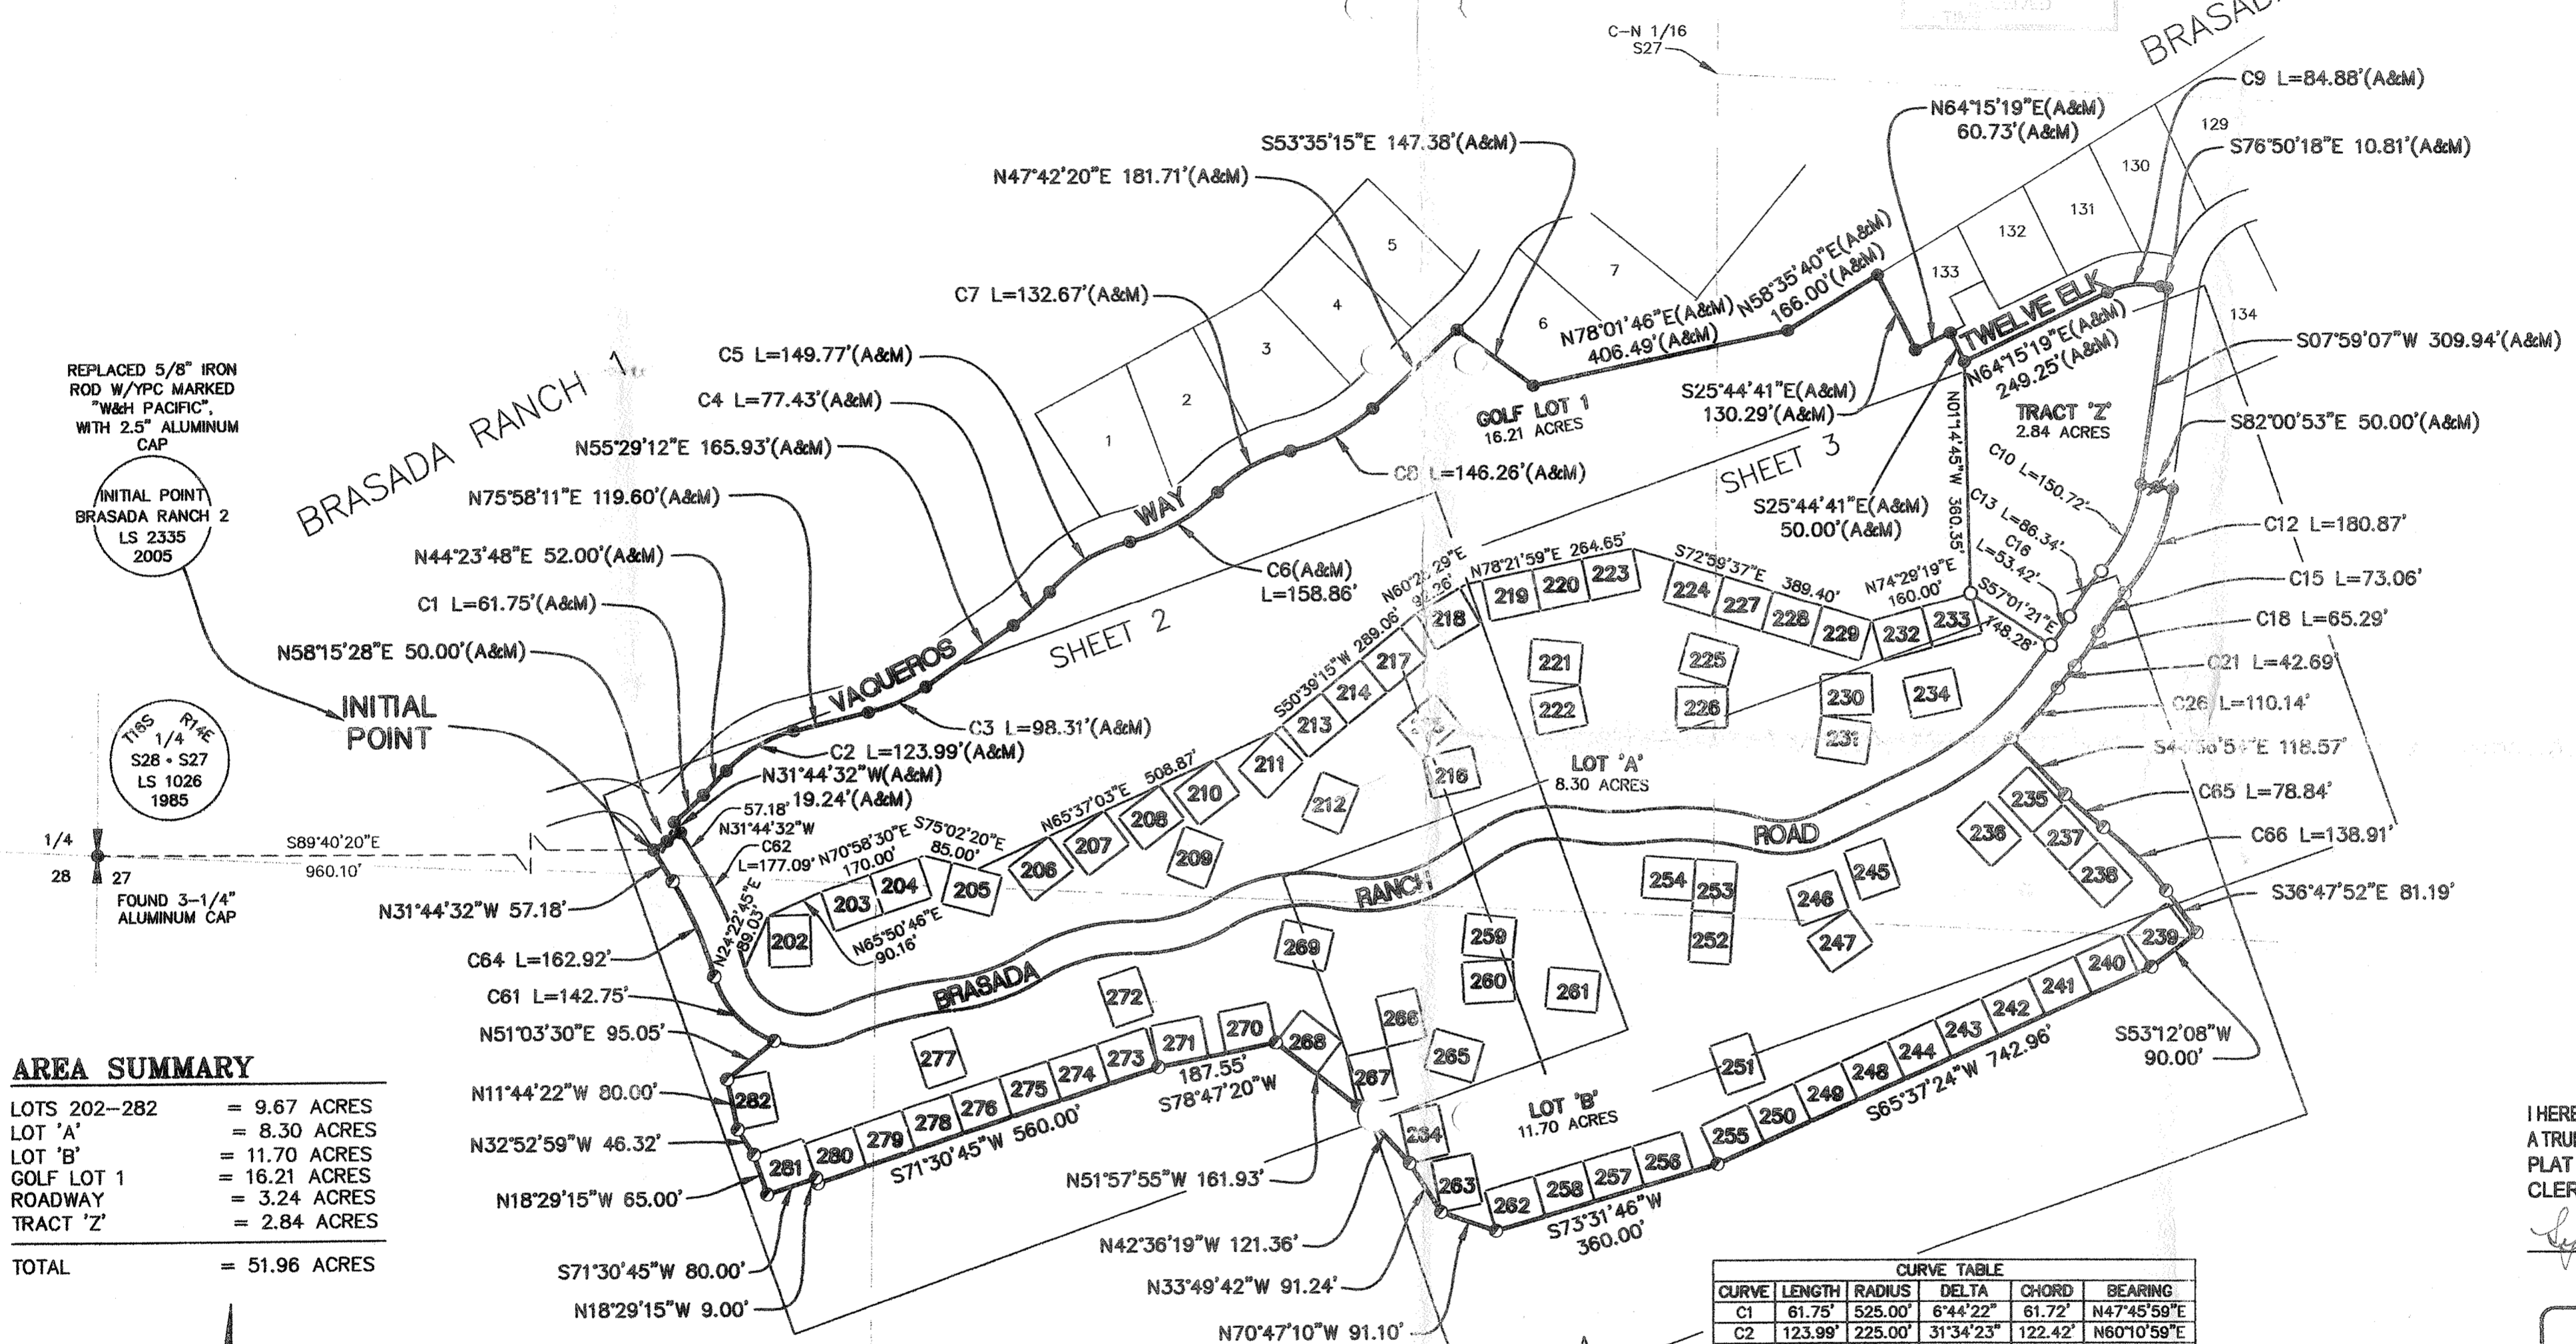 BRASADA
C-N 1/16
S27
C9 L=84.88'(A&M)
N64°15'19"E(A&M)
60.73'(A&M)
129
S76°50'18"E 10.81'(A&M)
130
131
132
133
134
S53°35'15"E 147.38'(A&M)
N47°42'20"E 181.71'(A&M)
5
7
4
6
3
2
1
N78°01'46"E(A&M)
406.49'(A&M)
N58°35'40"E(A&M)
166.00'(A&M)
C7 L=132.67'(A&M)
TWELVE ELK
N64°15'19"E(A&M)
249.25'(A&M)
S07°59'07"W 309.94'(A&M)
C5 L=149.77'(A&M)
C4 L=77.43'(A&M)
S25°44'41"E(A&M)
130.29'(A&M)
GOLF LOT 1
16.21 ACRES
TRACT 'Z'
2.84 ACRES
N01°14'45"W 360.35'
S82°00'53"E 50.00'(A&M)
REPLACED 5/8" IRON
ROD W/YPC MARKED
"W&H PACIFIC",
WITH 2.5" ALUMINUM
CAP
INITIAL POINT
BRASADA RANCH 2
LS 2335
2005
BRASADA RANCH 1
N55°29'12"E 165.93'(A&M)
N75°58'11"E 119.60'(A&M)
N44°23'48"E 52.00'(A&M)
C1 L=61.75'(A&M)
N58°15'28"E 50.00'(A&M)
L=146.26'(A&M)
SHEET 3
WAY
S25°44'41"E(A&M)
50.00'(A&M)
C10 L=150.72'
C13 L=86.34'
C16
L=53.42'
C12 L=180.87'
C15 L=73.06'
C18 L=65.29'
C21 L=42.69'
C26 L=110.14'
118.57'
C6(A&M)
L=158.86'
SHEET 2
VAQUEROS
N78°21'59"E 264.65'
S72°59'37"E 389.40'
N74°29'19"E
160.00'
S57°01'21"E
148.28'
218
219
220
223
224
227
228
229
232
233
S50°39'15"W 289.06'
217
214
213
221
222
225
226
230
231
234
216
INITIAL
POINT
T16S R14E
1/4
S28 • S27
LS 1026
1985
C3 L=98.31'(A&M)
C2 L=123.99'(A&M)
N31°44'32"W(A&M)
19.24'(A&M)
57.18'
N31°44'32"W
C62
L=177.09'
N65°37'03"E 508.87'
211
210
212
LOT 'A'
8.30 ACRES
1/4
28 27
S89°40'20"E
960.10'
FOUND 3-1/4"
ALUMINUM CAP
N70°58'30"E
170.00'
S75°02'20"E
85.00'
208
207
206
209
205
204
203
202
N24°22'45"E
89.03'
N65°50'46"E
90.16'
N31°44'32"W 57.18'
C64 L=162.92'
C61 L=142.75'
N51°03'30"E 95.05'
N11°44'22"W 80.00'
N32°52'59"W 46.32'
N18°29'15"W 65.00'
S71°30'45"W 80.00'
N18°29'15"W 9.00'
BRASADA
RANCH
ROAD
235
236
237
238
239
C65 L=78.84'
C66 L=138.91'
S36°47'52"E 81.19'
254
253
252
245
246
247
269
259
260
261
272
277
266
265
268
267
270
271
273
274
275
276
278
279
280
281
282
187.55'
S78°47'20"W
S71°30'45"W 560.00'
240
241
242
243
244
248
249
250
251
255
256
257
258
262
263
S53°12'08"W
90.00'
S65°37'24"W 742.96'
LOT 'B'
11.70 ACRES
S73°31'46"W
360.00'
N51°57'55"W 161.93'
N42°36'19"W 121.36'
N33°49'42"W 91.24'
N70°47'10"W 91.10'
AREA SUMMARY
LOTS 202-282 = 9.67 ACRES
LOT 'A' = 8.30 ACRES
LOT 'B' = 11.70 ACRES
GOLF LOT 1 = 16.21 ACRES
ROADWAY = 3.24 ACRES
TRACT 'Z' = 2.84 ACRES
TOTAL = 51.96 ACRES
CURVE TABLE
CURVE LENGTH RADIUS DELTA CHORD BEARING
C1 61.75' 525.00' 6°44'22" 61.72' N47°45'59"E
C2 123.99' 225.00' 31°34'23" 122.42' N60°10'59"E
I HERE
A TRU
PLAT
CLER